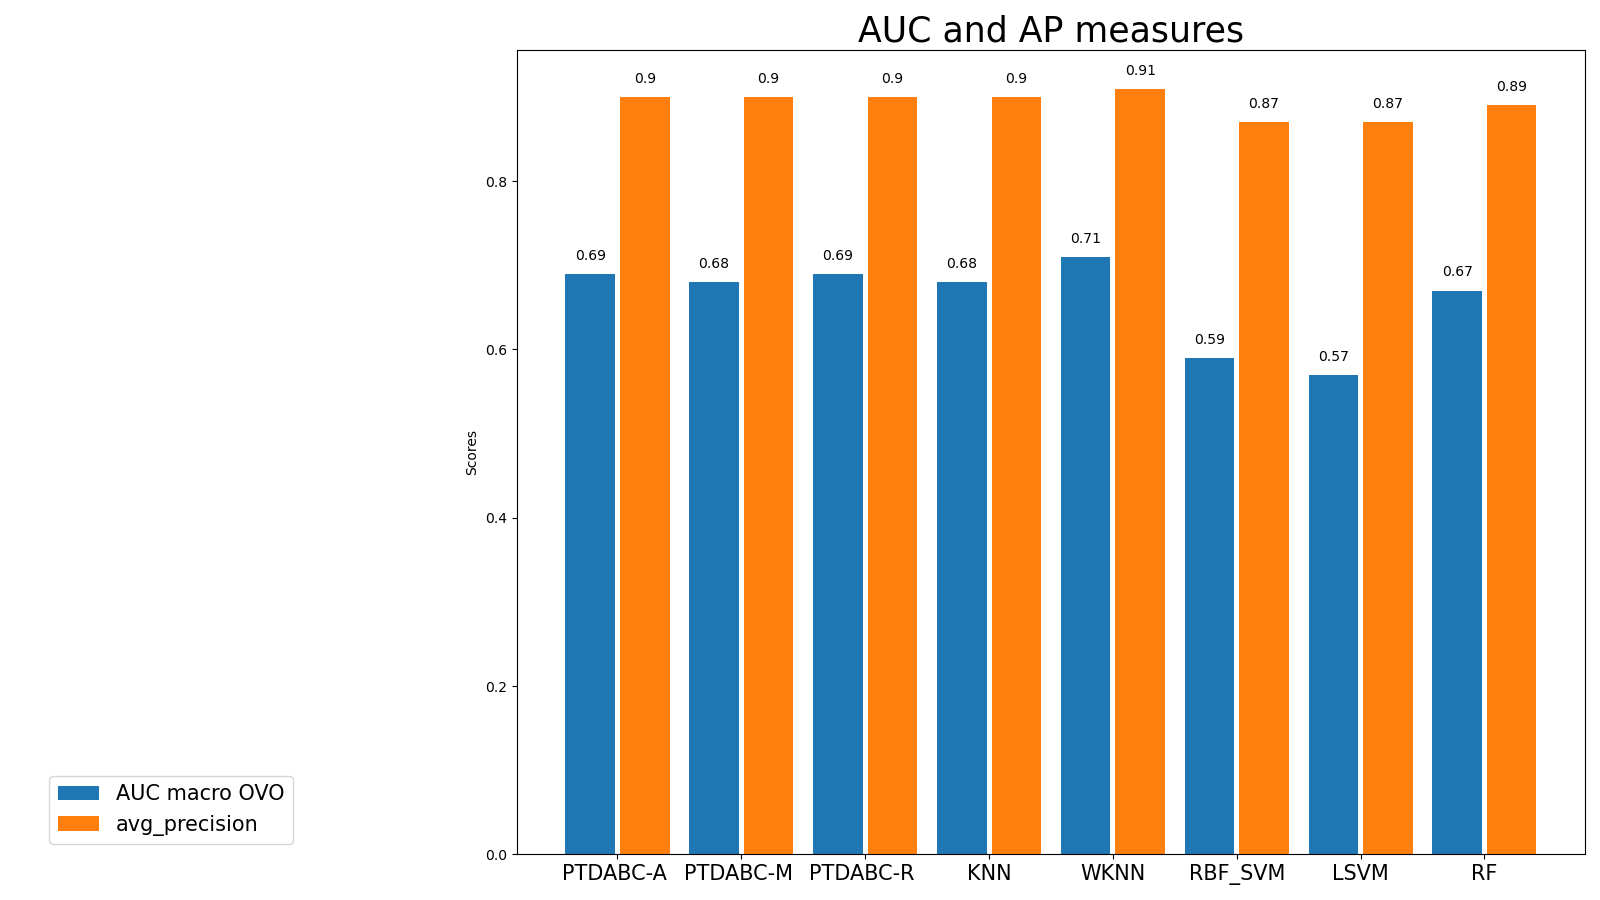 AUC and AP measures
0.9 0.9 0.9 0.9 0.91 0.87 0.87 0.89
0.69 0.68 0.69 0.68 0.71 0.59 0.57 0.67
Scores
0.8
0.6
0.4
0.2
0.0
PTDABC-A PTDABC-M PTDABC-R KNN WKNN RBF_SVM LSVM RF
AUC macro OVO
avg_precision